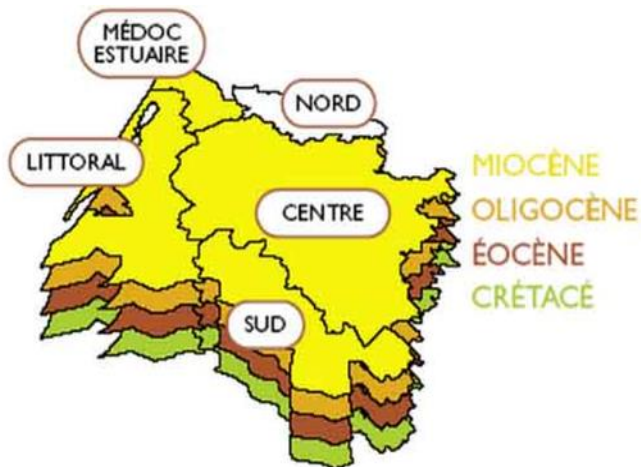 MÉDOC
ESTUAIRE
NORD
LITTORAL
CENTRE
SUD
MIOCÈNE
OLIGOCÈNE
ÉOCÈNE
CRÉTACÉ